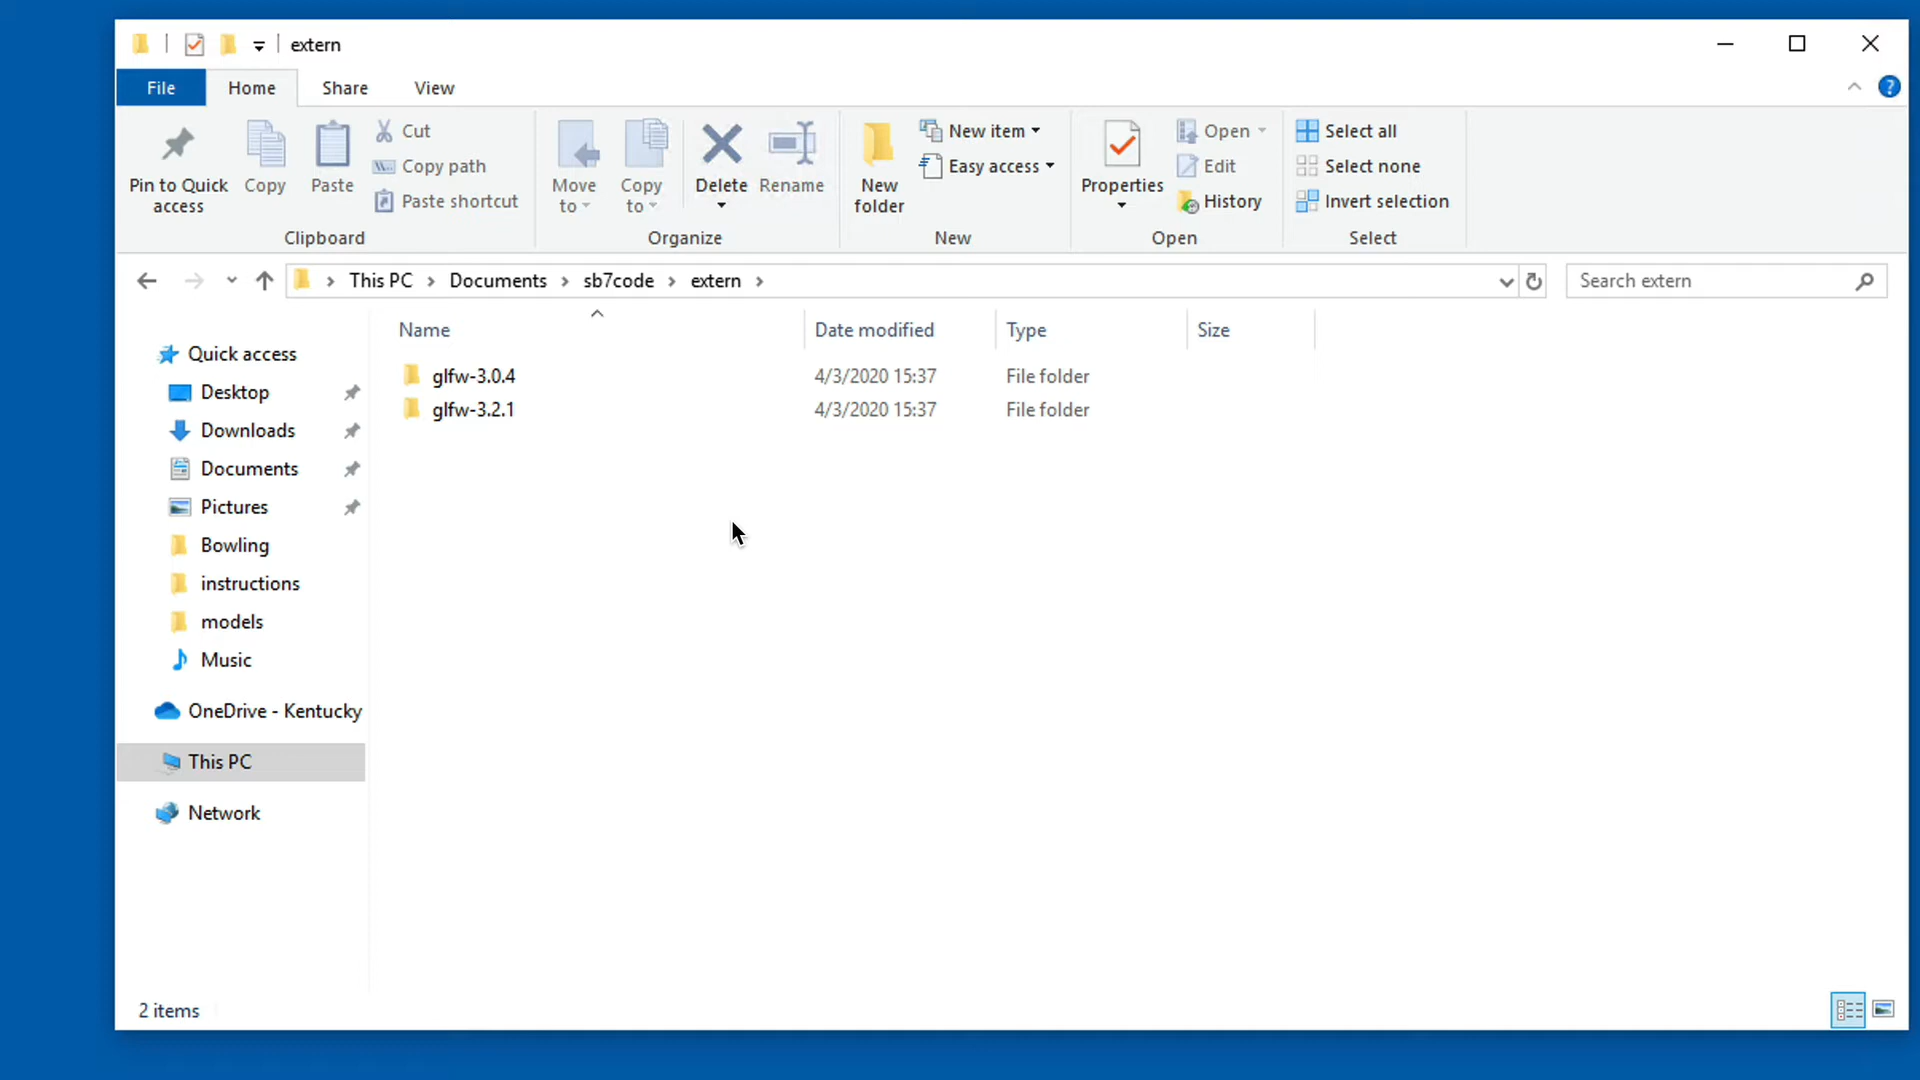 extern
File Home Share View
Pin to Quick access
Copy
Paste
Cut
Copy path
Paste shortcut
Clipboard
Move to
Copy to
Delete
Rename
Organize
New folder
New item
Easy access
New
Properties
Open
Edit
History
Open
Select all
Select none
Invert selection
Select
This PC > Documents > sb7code > extern >
Search extern
Name Date modified Type Size
glfw-3.0.4 4/3/2020 15:37 File folder
glfw-3.2.1 4/3/2020 15:37 File folder
Quick access
Desktop
Downloads
Documents
Pictures
Bowling
instructions
models
Music
OneDrive - Kentucky
This PC
Network
2 items